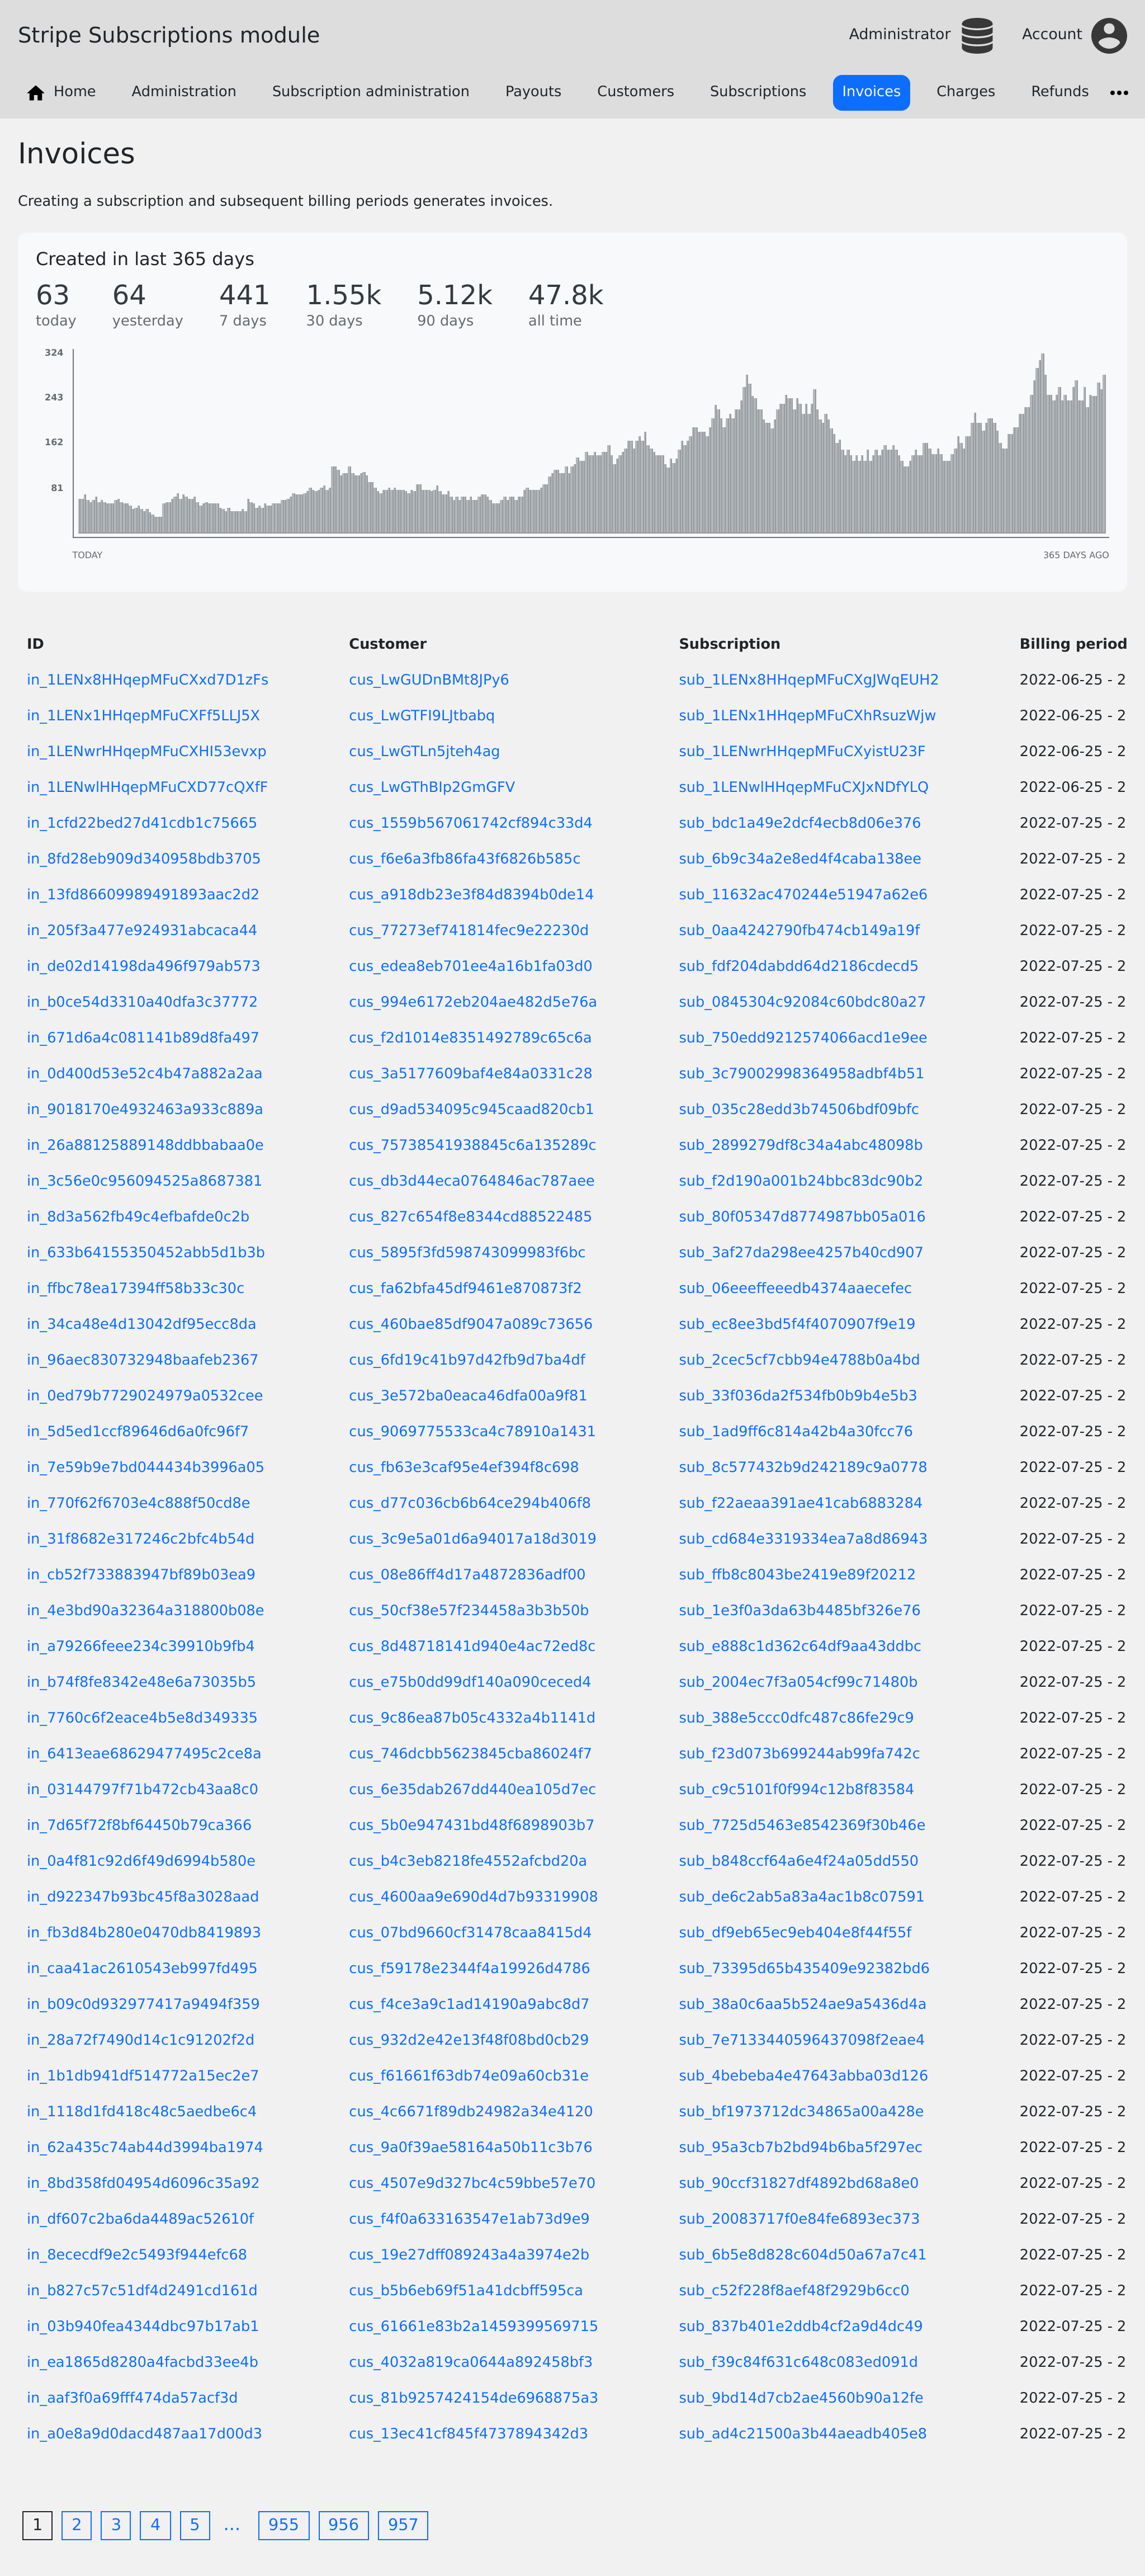 Stripe Subscriptions module
Administrator
Account
Home Administration Subscription administration Payouts Customers Subscriptions Invoices Charges Refunds •••
Invoices
Creating a subscription and subsequent billing periods generates invoices.
Created in last 365 days
63 64 441 1.55k 5.12k 47.8k
today yesterday 7 days 30 days 90 days all time
324
243
162
81
TODAY 365 DAYS AGO
ID Customer Subscription Billing period
in_1LENx8HHqepMFuCXxd7D1zFs cus_LwGUDnBMt8JPy6 sub_1LENx8HHqepMFuCXgJWqEUH2 2022-06-25 - 2
in_1LENx1HHqepMFuCXFf5LLJ5X cus_LwGTFI9LJtbabq sub_1LENx1HHqepMFuCXhRsuzWjw 2022-06-25 - 2
in_1LENwrHHqepMFuCXHI53evxp cus_LwGTLn5jteh4ag sub_1LENwrHHqepMFuCXyistU23F 2022-06-25 - 2
in_1LENwlHHqepMFuCXD77cQXfF cus_LwGThBIp2GmGFV sub_1LENwlHHqepMFuCXJxNDfYLQ 2022-06-25 - 2
in_1cfd22bed27d41cdb1c75665 cus_1559b567061742cf894c33d4 sub_bdc1a49e2dcf4ecb8d06e376 2022-07-25 - 2
in_8fd28eb909d340958bdb3705 cus_f6e6a3fb86fa43f6826b585c sub_6b9c34a2e8ed4f4caba138ee 2022-07-25 - 2
in_13fd86609989491893aac2d2 cus_a918db23e3f84d8394b0de14 sub_11632ac470244e51947a62e6 2022-07-25 - 2
in_205f3a477e924931abcaca44 cus_77273ef741814fec9e22230d sub_0aa4242790fb474cb149a19f 2022-07-25 - 2
in_de02d14198da496f979ab573 cus_edea8eb701ee4a16b1fa03d0 sub_fdf204dabdd64d2186cdecd5 2022-07-25 - 2
in_b0ce54d3310a40dfa3c37772 cus_994e6172eb204ae482d5e76a sub_0845304c92084c60bdc80a27 2022-07-25 - 2
in_671d6a4c081141b89d8fa497 cus_f2d1014e8351492789c65c6a sub_750edd9212574066acd1e9ee 2022-07-25 - 2
in_0d400d53e52c4b47a882a2aa cus_3a5177609baf4e84a0331c28 sub_3c79002998364958adbf4b51 2022-07-25 - 2
in_9018170e4932463a933c889a cus_d9ad534095c945caad820cb1 sub_035c28edd3b74506bdf09bfc 2022-07-25 - 2
in_26a88125889148ddbbabaa0e cus_75738541938845c6a135289c sub_2899279df8c34a4abc48098b 2022-07-25 - 2
in_3c56e0c956094525a8687381 cus_db3d44eca0764846ac787aee sub_f2d190a001b24bbc83dc90b2 2022-07-25 - 2
in_8d3a562fb49c4efbafde0c2b cus_827c654f8e8344cd88522485 sub_80f05347d8774987bb05a016 2022-07-25 - 2
in_633b64155350452abb5d1b3b cus_5895f3fd598743099983f6bc sub_3af27da298ee4257b40cd907 2022-07-25 - 2
in_ffbc78ea17394ff58b33c30c cus_fa62bfa45df9461e870873f2 sub_06eeeffeeedb4374aaecefec 2022-07-25 - 2
in_34ca48e4d13042df95ecc8da cus_460bae85df9047a089c73656 sub_ec8ee3bd5f4f4070907f9e19 2022-07-25 - 2
in_96aec830732948baafeb2367 cus_6fd19c41b97d42fb9d7ba4df sub_2cec5cf7cbb94e4788b0a4bd 2022-07-25 - 2
in_0ed79b7729024979a0532cee cus_3e572ba0eaca46dfa00a9f81 sub_33f036da2f534fb0b9b4e5b3 2022-07-25 - 2
in_5d5ed1ccf89646d6a0fc96f7 cus_9069775533ca4c78910a1431 sub_1ad9ff6c814a42b4a30fcc76 2022-07-25 - 2
in_7e59b9e7bd044434b3996a05 cus_fb63e3caf95e4ef394f8c698 sub_8c577432b9d242189c9a0778 2022-07-25 - 2
in_770f62f6703e4c888f50cd8e cus_d77c036cb6b64ce294b406f8 sub_f22aeaa391ae41cab6883284 2022-07-25 - 2
in_31f8682e317246c2bfc4b54d cus_3c9e5a01d6a94017a18d3019 sub_cd684e3319334ea7a8d86943 2022-07-25 - 2
in_cb52f733883947bf89b03ea9 cus_08e86ff4d17a4872836adf00 sub_ffb8c8043be2419e89f20212 2022-07-25 - 2
in_4e3bd90a32364a318800b08e cus_50cf38e57f234458a3b3b50b sub_1e3f0a3da63b4485bf326e76 2022-07-25 - 2
in_a79266feee234c39910b9fb4 cus_8d48718141d940e4ac72ed8c sub_e888c1d362c64df9aa43ddbc 2022-07-25 - 2
in_b74f8fe8342e48e6a73035b5 cus_e75b0dd99df140a090ceced4 sub_2004ec7f3a054cf99c71480b 2022-07-25 - 2
in_7760c6f2eace4b5e8d349335 cus_9c86ea87b05c4332a4b1141d sub_388e5ccc0dfc487c86fe29c9 2022-07-25 - 2
in_6413eae68629477495c2ce8a cus_746dcbb5623845cba86024f7 sub_f23d073b699244ab99fa742c 2022-07-25 - 2
in_03144797f71b472cb43aa8c0 cus_6e35dab267dd440ea105d7ec sub_c9c5101f0f994c12b8f83584 2022-07-25 - 2
in_7d65f72f8bf64450b79ca366 cus_5b0e947431bd48f6898903b7 sub_7725d5463e8542369f30b46e 2022-07-25 - 2
in_0a4f81c92d6f49d6994b580e cus_b4c3eb8218fe4552afcbd20a sub_b848ccf64a6e4f24a05dd550 2022-07-25 - 2
in_d922347b93bc45f8a3028aad cus_4600aa9e690d4d7b93319908 sub_de6c2ab5a83a4ac1b8c07591 2022-07-25 - 2
in_fb3d84b280e0470db8419893 cus_07bd9660cf31478caa8415d4 sub_df9eb65ec9eb404e8f44f55f 2022-07-25 - 2
in_caa41ac2610543eb997fd495 cus_f59178e2344f4a19926d4786 sub_73395d65b435409e92382bd6 2022-07-25 - 2
in_b09c0d932977417a9494f359 cus_f4ce3a9c1ad14190a9abc8d7 sub_38a0c6aa5b524ae9a5436d4a 2022-07-25 - 2
in_28a72f7490d14c1c91202f2d cus_932d2e42e13f48f08bd0cb29 sub_7e7133440596437098f2eae4 2022-07-25 - 2
in_1b1db941df514772a15ec2e7 cus_f61661f63db74e09a60cb31e sub_4bebeba4e47643abba03d126 2022-07-25 - 2
in_1118d1fd418c48c5aedbe6c4 cus_4c6671f89db24982a34e4120 sub_bf1973712dc34865a00a428e 2022-07-25 - 2
in_62a435c74ab44d3994ba1974 cus_9a0f39ae58164a50b11c3b76 sub_95a3cb7b2bd94b6ba5f297ec 2022-07-25 - 2
in_8bd358fd04954d6096c35a92 cus_4507e9d327bc4c59bbe57e70 sub_90ccf31827df4892bd68a8e0 2022-07-25 - 2
in_df607c2ba6da4489ac52610f cus_f4f0a633163547e1ab73d9e9 sub_20083717f0e84fe6893ec373 2022-07-25 - 2
in_8ececdf9e2c5493f944efc68 cus_19e27dff089243a4a3974e2b sub_6b5e8d828c604d50a67a7c41 2022-07-25 - 2
in_b827c57c51df4d2491cd161d cus_b5b6eb69f51a41dcbff595ca sub_c52f228f8aef48f2929b6cc0 2022-07-25 - 2
in_03b940fea4344dbc97b17ab1 cus_61661e83b2a1459399569715 sub_837b401e2ddb4cf2a9d4dc49 2022-07-25 - 2
in_ea1865d8280a4facbd33ee4b cus_4032a819ca0644a892458bf3 sub_f39c84f631c648c083ed091d 2022-07-25 - 2
in_aaf3f0a69fff474da57acf3d cus_81b9257424154de6968875a3 sub_9bd14d7cb2ae4560b90a12fe 2022-07-25 - 2
in_a0e8a9d0dacd487aa17d00d3 cus_13ec41cf845f4737894342d3 sub_ad4c21500a3b44aeadb405e8 2022-07-25 - 2
1 2 3 4 5 ... 955 956 957